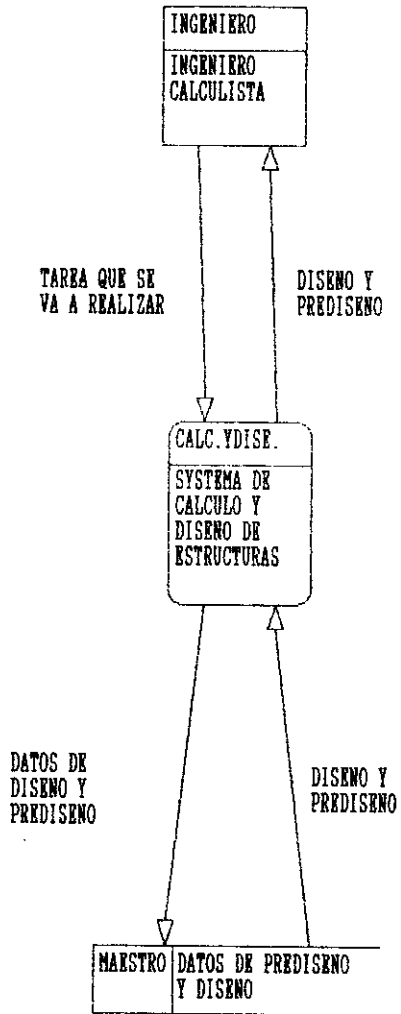 INGENIERO
INGENIERO
CALCULISTA
TAREA QUE SE
VA A REALIZAR
DISENO Y
PREDISENO
CALC.YDISE.
SYSTEMA DE
CALCULO Y
DISENO DE
ESTRUCTURAS
DATOS DE
DISENO Y
PREDISENO
DISENO Y
PREDISENO
MAESTRO
DATOS DE PREDISENO
Y DISENO